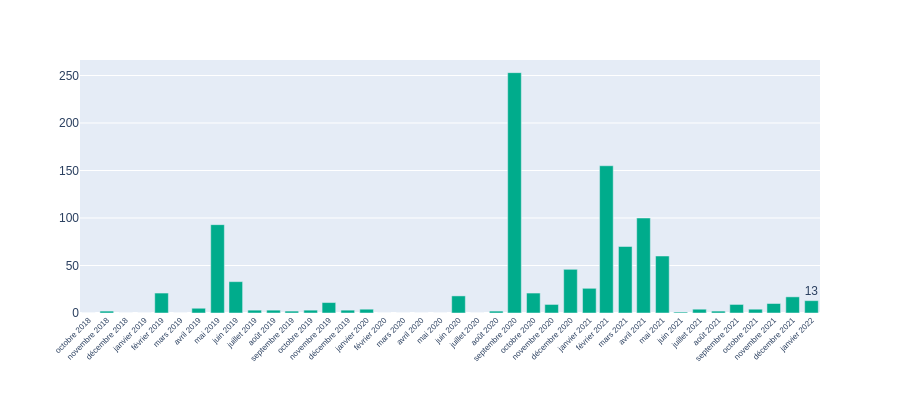 250
200
150
100
50
0
13
octobre 2018
novembre 2018
décembre 2018
janvier 2019
février 2019
mars 2019
avril 2019
mai 2019
juin 2019
juillet 2019
août 2019
septembre 2019
octobre 2019
novembre 2019
décembre 2019
janvier 2020
février 2020
mars 2020
avril 2020
mai 2020
juin 2020
juillet 2020
août 2020
septembre 2020
octobre 2020
novembre 2020
décembre 2020
janvier 2021
février 2021
mars 2021
avril 2021
mai 2021
juin 2021
juillet 2021
août 2021
septembre 2021
octobre 2021
novembre 2021
décembre 2021
janvier 2022